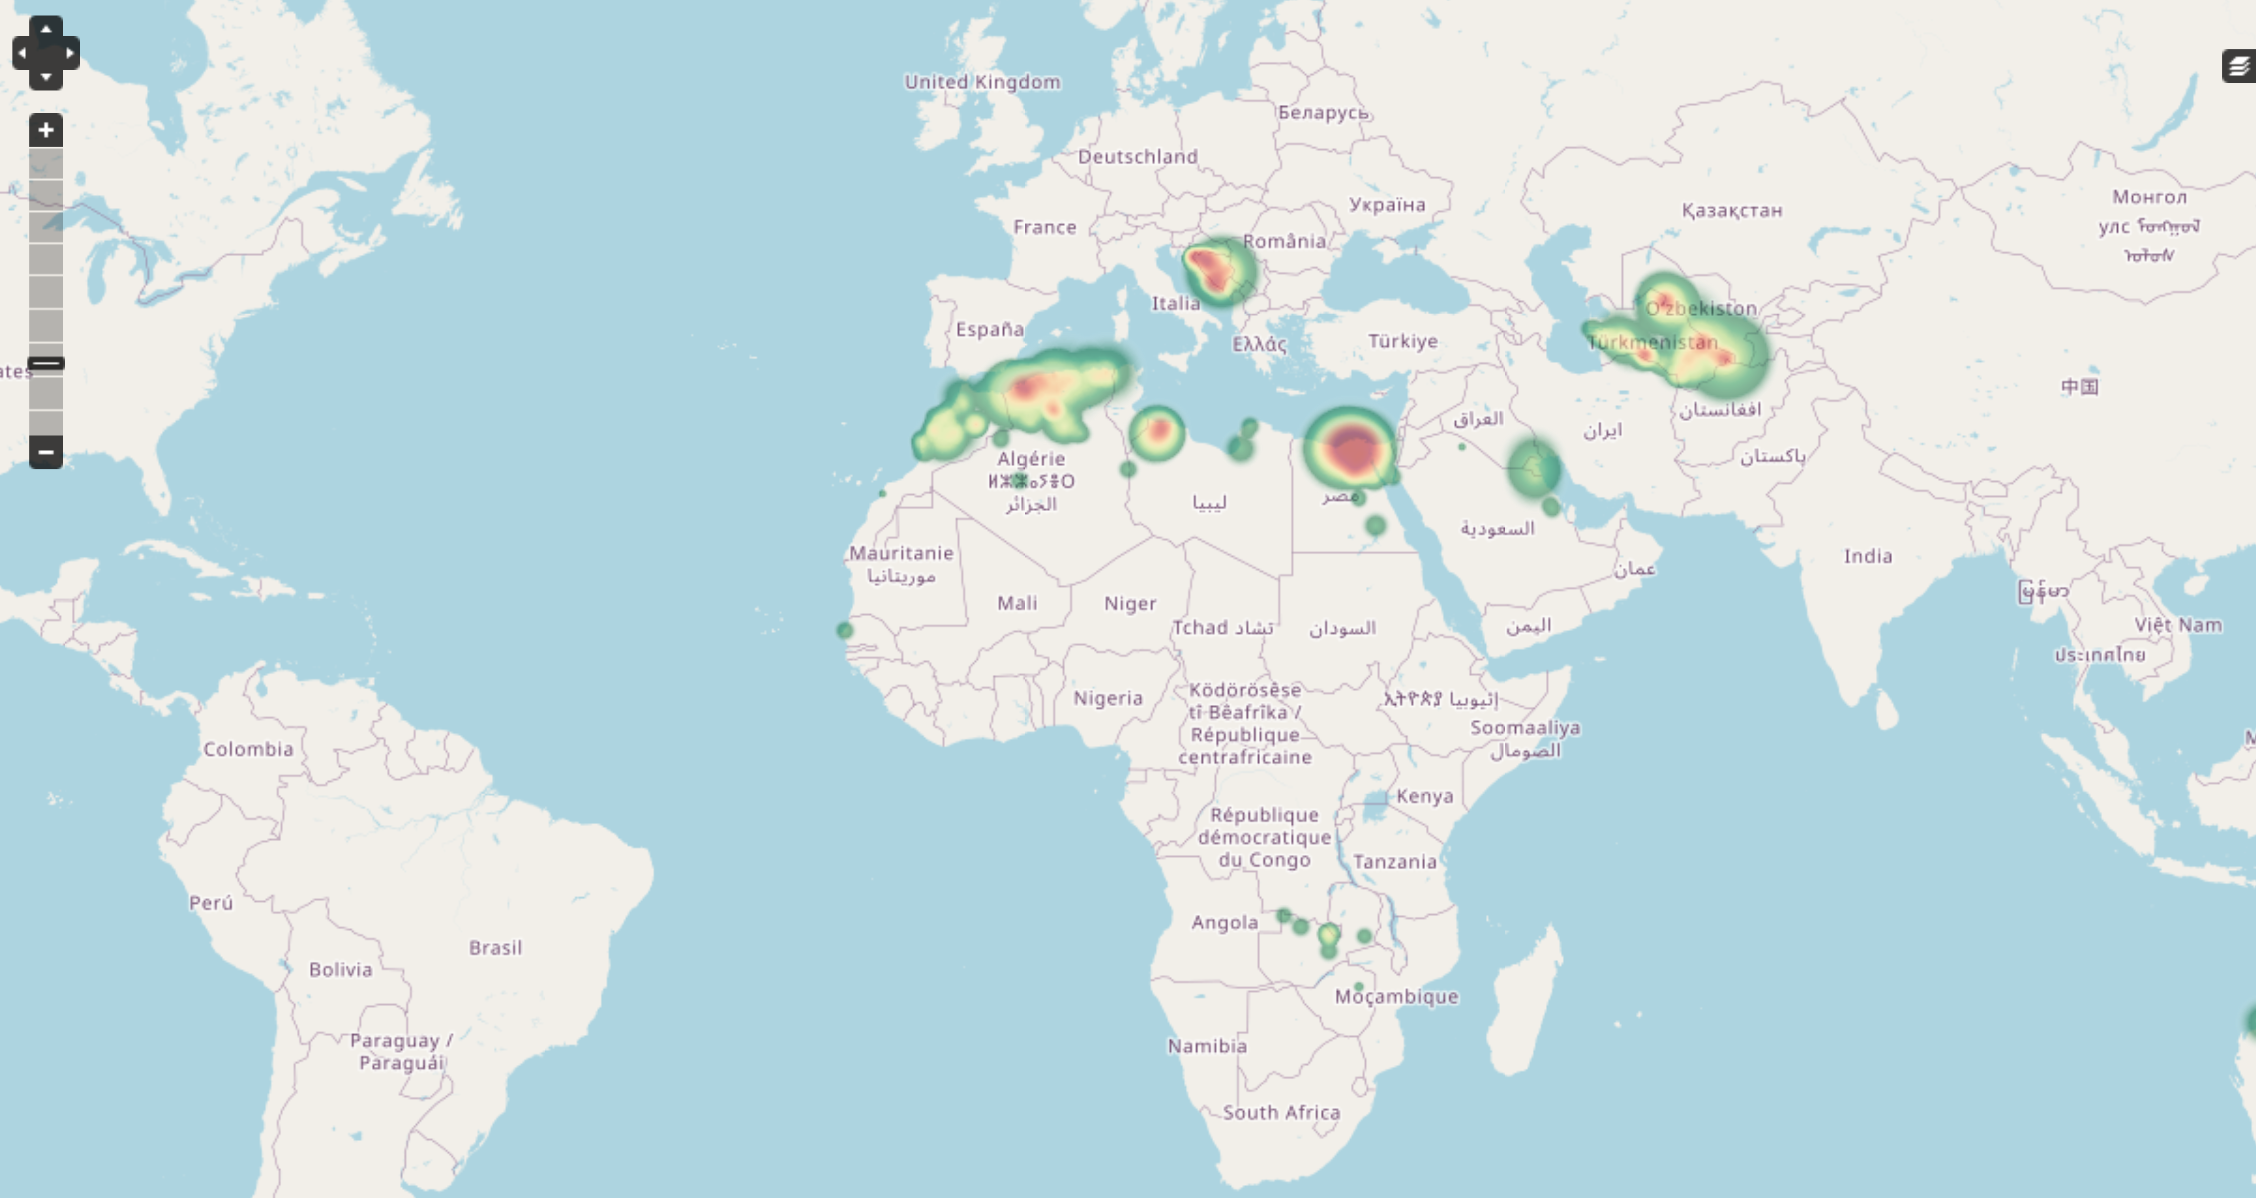 United Kingdom
Беларусь
Deutschland
Україна
Қазақстан
Монгол
улс
France
România
Italia
O'zbekiston
España
Ελλάς
Türkiye
Türkmenistan
ates
中国
العراق
ایران
افغانستان
پاکستان
Algérie
ⵍⵣⵣⴰⵢⴻⵔ
الجزائر
ليبيا
مصر
السعودية
عمان
اليمن
India
မြန်မာ
Việt Nam
ประเทศไทย
Mauritanie
موريتانيا
Mali
Niger
Tchad تشاد
السودان
Nigeria
Ködörösêse
tî Bêafrîka /
République
centrafricaine
ኢትዮጵያ إثيوبيا
Soomaaliya
الصومال
Colombia
M
Kenya
République
démocratique
du Congo
Tanzania
Perú
Angola
Brasil
Bolivia
Moçambique
Paraguay /
Paraguái
Namibia
South Africa